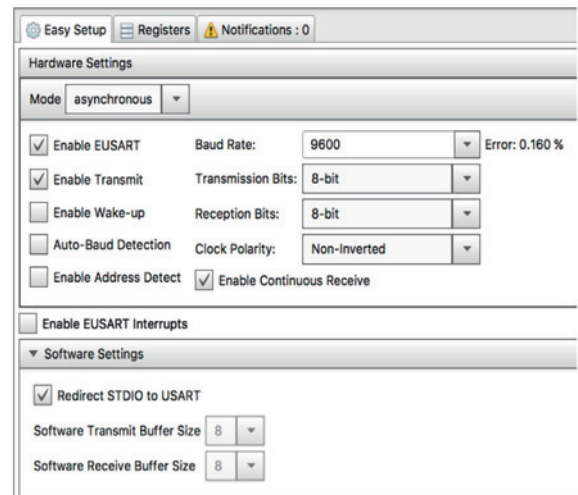 Easy Setup Registers Notifications : 0
Hardware Settings
Mode asynchronous
Enable EUSART Baud Rate: 9600 Error: 0.160 %
Enable Transmit Transmission Bits: 8-bit
Enable Wake-up Reception Bits: 8-bit
Auto-Baud Detection Clock Polarity: Non-Inverted
Enable Address Detect Enable Continuous Receive
Enable EUSART Interrupts
Software Settings
Redirect STDIO to USART
Software Transmit Buffer Size 8
Software Receive Buffer Size 8